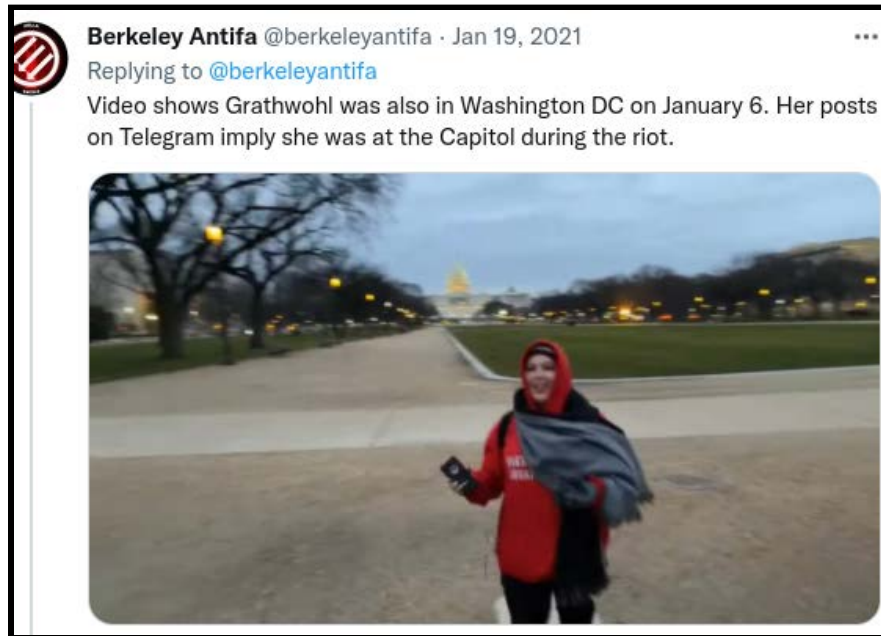 Berkeley Antifa @berkeleyantifa · Jan 19, 2021
Replying to @berkeleyantifa
Video shows Grathwohl was also in Washington DC on January 6. Her posts
on Telegram imply she was at the Capitol during the riot.